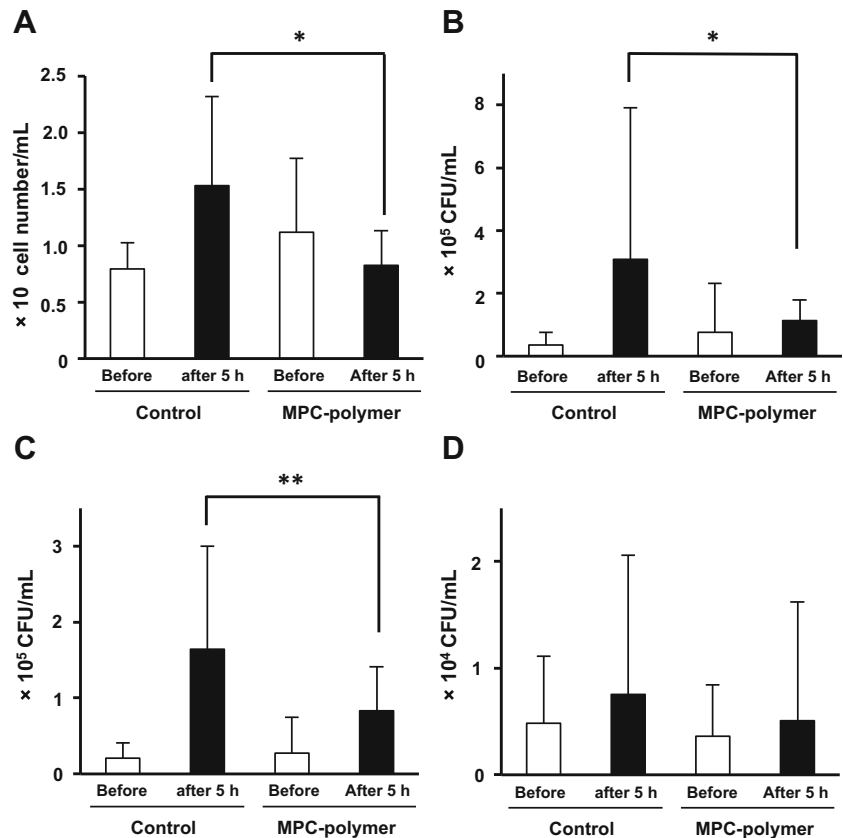 A
*
2.5
2.0
1.5
1.0
0.5
0
× 10 cell number/mL
Before after 5 h Before After 5 h
Control MPC-polymer
B
*
8
6
4
2
0
× 10⁵ CFU/mL
Before after 5 h Before After 5 h
Control MPC-polymer
C
**
3
2
1
0
× 10⁵ CFU/mL
Before after 5 h Before After 5 h
Control MPC-polymer
D
2
1
0
× 10⁴ CFU/mL
Before after 5 h Before After 5 h
Control MPC-polymer